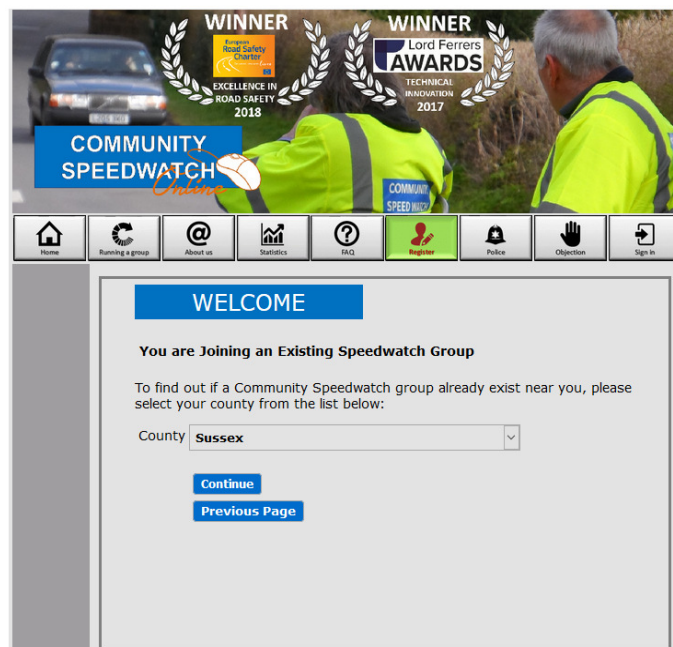 WINNER
European
Road Safety
Charter
EXCELLENCE IN
ROAD SAFETY
2018
WINNER
Lord Ferrers
AWARDS
TECHNICAL
INNOVATION
2017
COMMUNITY
SPEEDWATCH
Online
COMMUNITY
SPEED WATCH
Home
Running a group
About us
Statistics
FAQ
Register
Police
Objection
Sign in
WELCOME
You are Joining an Existing Speedwatch Group
To find out if a Community Speedwatch group already exist near you, please
select your county from the list below:
County Sussex
Continue
Previous Page